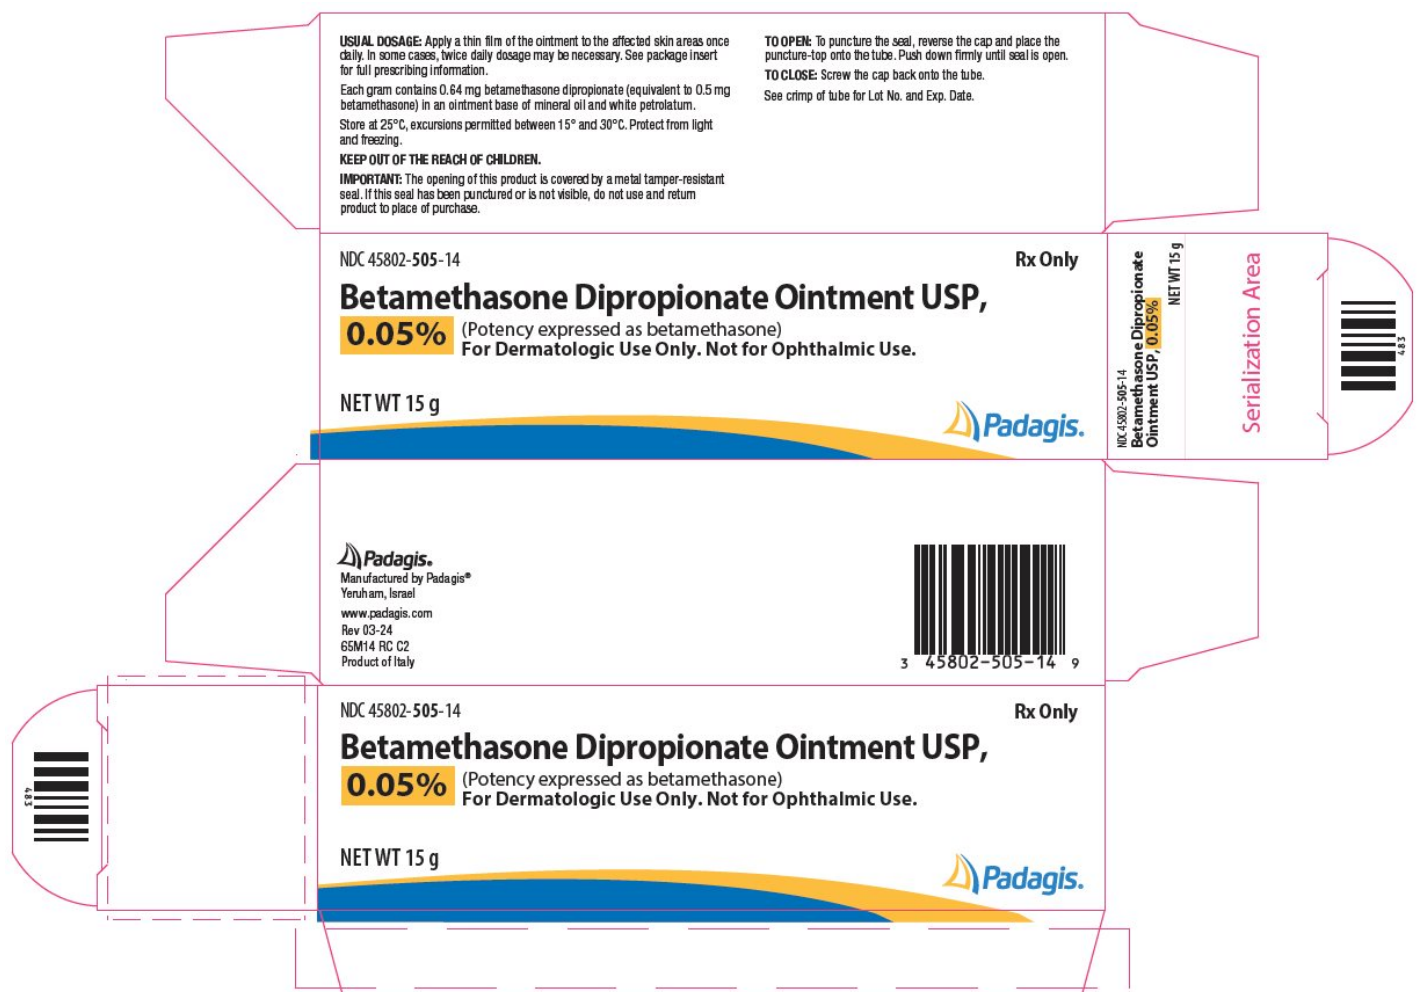 USUAL DOSAGE: Apply a thin film of the ointment to the affected skin areas once
daily. In some cases, twice daily dosage may be necessary. See package insert
for full prescribing information.
Each gram contains 0.64 mg betamethasone dipropionate (equivalent to 0.5 mg
betamethasone) in an ointment base of mineral oil and white petrolatum.
Store at 25°C, excursions permitted between 15° and 30°C. Protect from light
and freezing.
KEEP OUT OF THE REACH OF CHILDREN.
IMPORTANT: The opening of this product is covered by a metal tamper-resistant
seal. If this seal has been punctured or is not visible, do not use and return
product to place of purchase.
TO OPEN: To puncture the seal, reverse the cap and place the
puncture-top onto the tube. Push down firmly until seal is open.
TO CLOSE: Screw the cap back onto the tube.
See crimp of tube for Lot No. and Exp. Date.
NDC 45802-505-14
Rx Only
Betamethasone Dipropionate Ointment USP,
0.05%
(Potency expressed as betamethasone)
For Dermatologic Use Only. Not for Ophthalmic Use.
NET WT 15 g
Padagis.
NDC 45802-505-14
Betamethasone Dipropionate
Ointment USP, 0.05%
NET WT 15 g
Serialization Area
483
Padagis.
Manufactured by Padagis®
Yeruham, Israel
www.padagis.com
Rev 03-24
65M14 RC C2
Product of Italy
3 45802-505-14 9
NDC 45802-505-14
Rx Only
Betamethasone Dipropionate Ointment USP,
0.05%
(Potency expressed as betamethasone)
For Dermatologic Use Only. Not for Ophthalmic Use.
NET WT 15 g
Padagis.
483